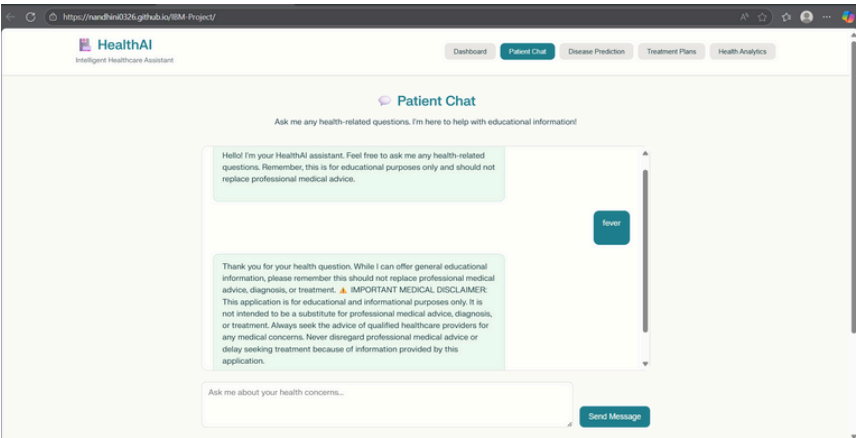 https://nandhini0326.github.io/IBM-Project/
HealthAI
Intelligent Healthcare Assistant
Dashboard
Patient Chat
Disease Prediction
Treatment Plans
Health Analytics
Patient Chat
Ask me any health-related questions. I'm here to help with educational information!
Hello! I'm your HealthAI assistant. Feel free to ask me any health-related
questions. Remember, this is for educational purposes only and should not
replace professional medical advice.
fever
Thank you for your health question. While I can offer general educational
information, please remember this should not replace professional medical
advice, diagnosis, or treatment. ⚠️ IMPORTANT MEDICAL DISCLAIMER:
This application is for educational and informational purposes only. It is
not intended to be a substitute for professional medical advice, diagnosis,
or treatment. Always seek the advice of qualified healthcare providers for
any medical concerns. Never disregard professional medical advice or
delay seeking treatment because of information provided by this
application.
Ask me about your health concerns...
Send Message